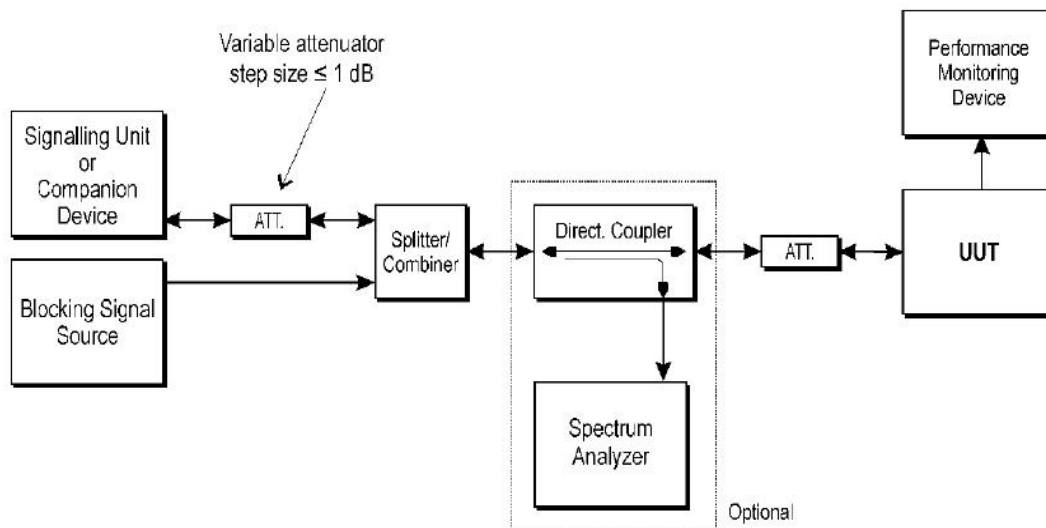 Variable attenuator
step size ≤ 1 dB
Performance
Monitoring
Device
Signalling Unit
or
Companion
Device
ATT.
Splitter/
Combiner
Direct. Coupler
ATT.
UUT
Blocking Signal
Source
Spectrum
Analyzer
Optional